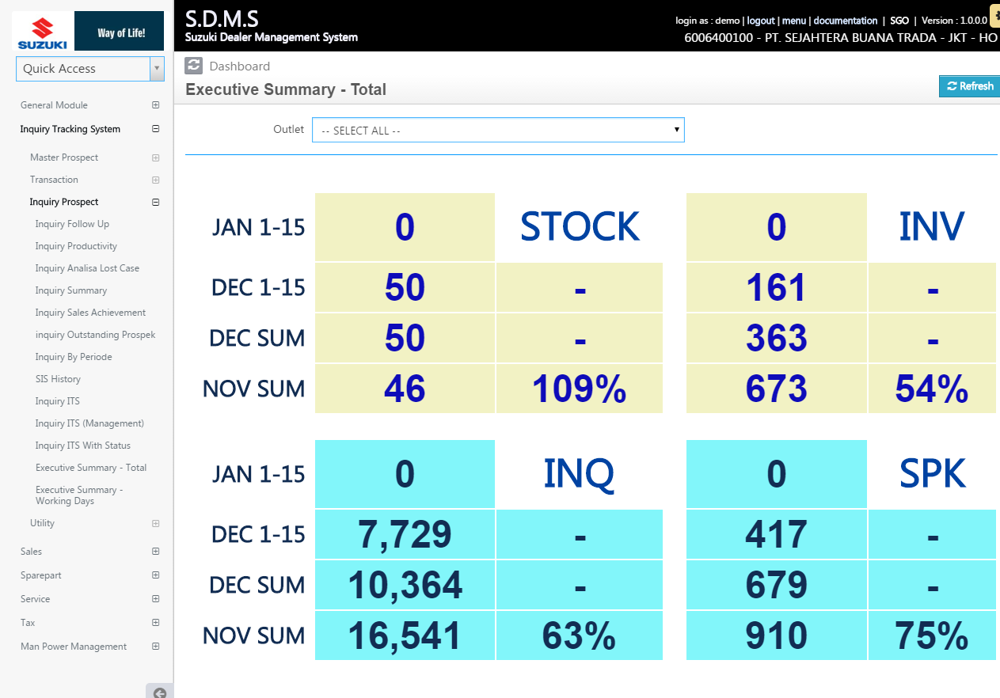 SUZUKI
Way of Life!
S.D.M.S
Suzuki Dealer Management System
login as : demo | logout | menu | documentation | SGO | Version : 1.0.0.0
6006400100 - PT. SEJAHTERA BUANA TRADA - JKT - HO
Quick Access
General Module
Inquiry Tracking System
Master Prospect
Transaction
Inquiry Prospect
Inquiry Follow Up
Inquiry Productivity
Inquiry Analisa Lost Case
Inquiry Summary
Inquiry Sales Achievement
inquiry Outstanding Prospek
Inquiry By Periode
SIS History
Inquiry ITS
Inquiry ITS (Management)
Inquiry ITS With Status
Executive Summary - Total
Executive Summary -
Working Days
Utility
Sales
Sparepart
Service
Tax
Man Power Management
Dashboard
Executive Summary - Total
Refresh
Outlet -- SELECT ALL --
JAN 1-15 0 STOCK 0 INV
DEC 1-15 50 - 161 -
DEC SUM 50 - 363 -
NOV SUM 46 109% 673 54%
JAN 1-15 0 INQ 0 SPK
DEC 1-15 7,729 - 417 -
DEC SUM 10,364 - 679 -
NOV SUM 16,541 63% 910 75%